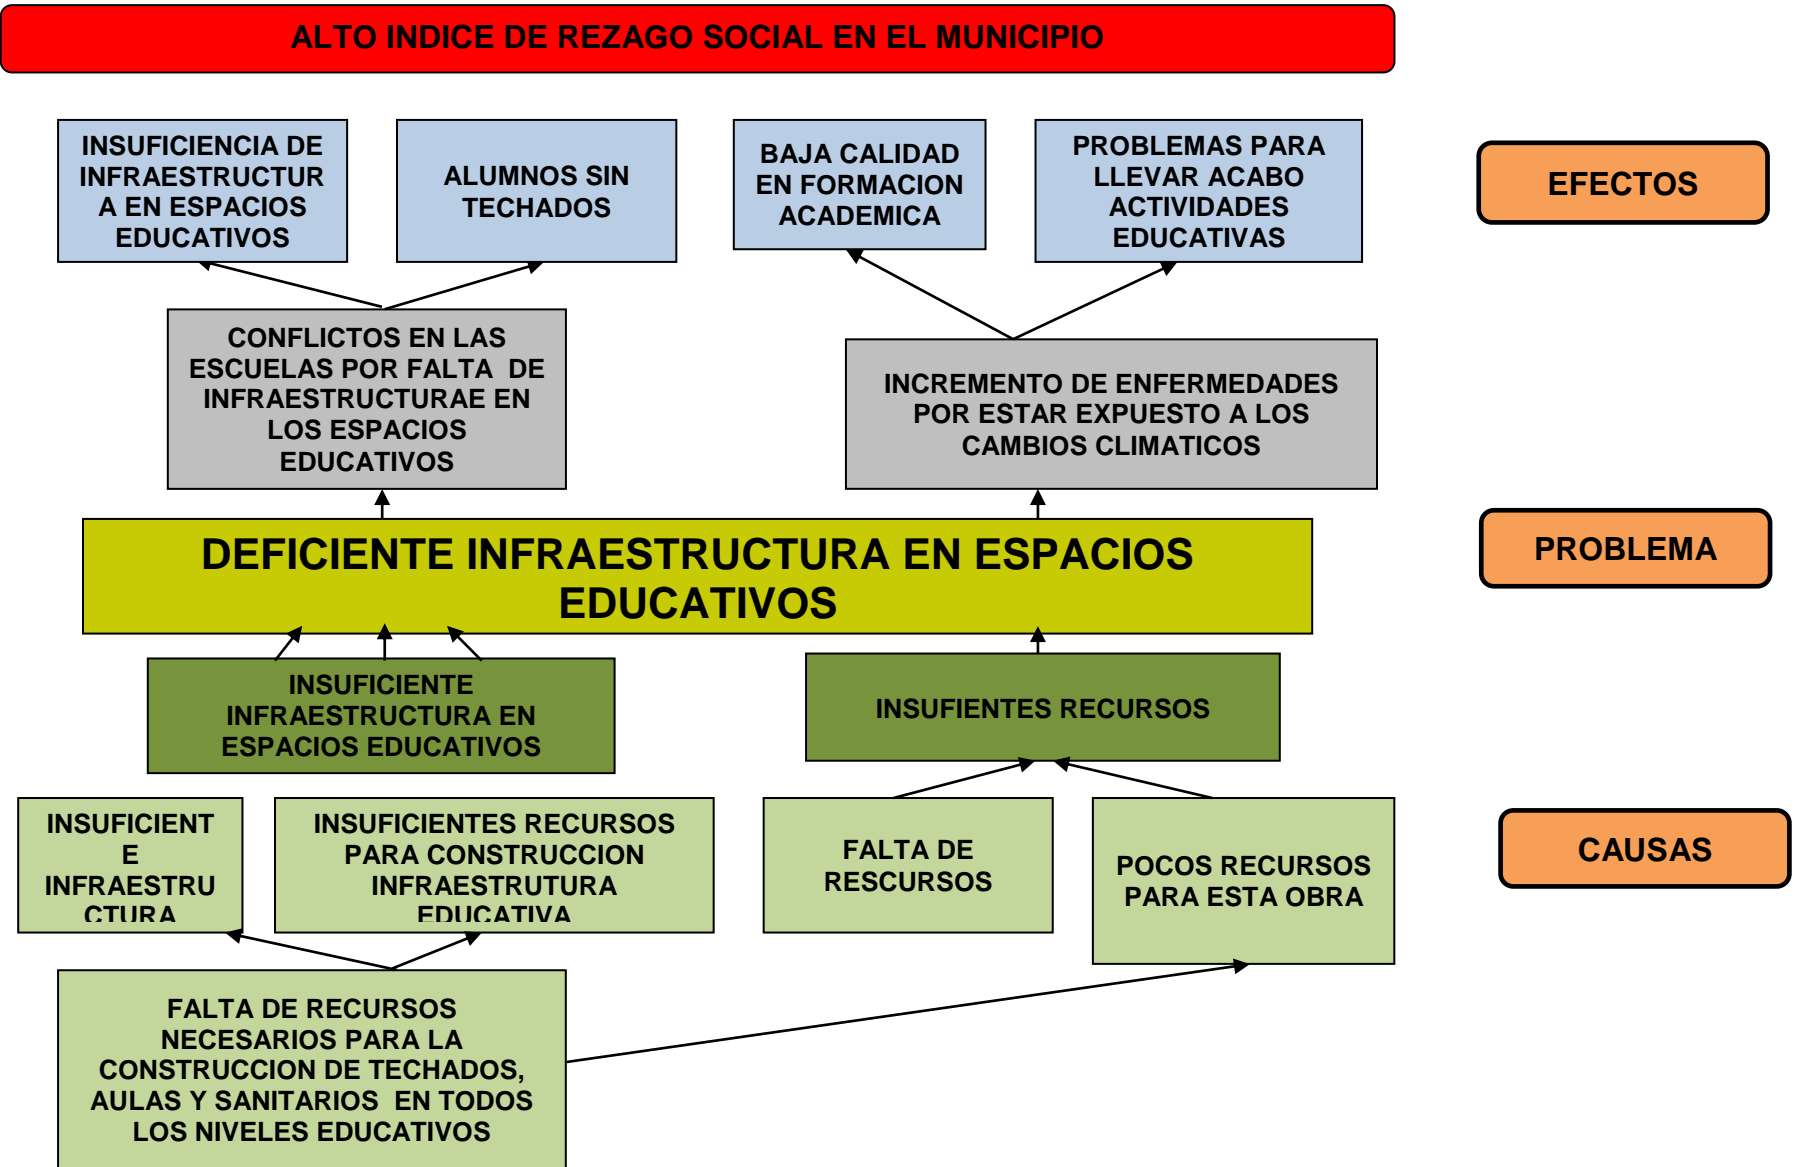 ALTO INDICE DE REZAGO SOCIAL EN EL MUNICIPIO
INSUFICIENCIA DE
INFRAESTRUCTUR
A EN ESPACIOS
EDUCATIVOS
ALUMNOS SIN
TECHADOS
BAJA CALIDAD
EN FORMACION
ACADEMICA
PROBLEMAS PARA
LLEVAR ACABO
ACTIVIDADES
EDUCATIVAS
EFECTOS
CONFLICTOS EN LAS
ESCUELAS POR FALTA  DE
INFRAESTRUCTURAE EN
LOS ESPACIOS
EDUCATIVOS
INCREMENTO DE ENFERMEDADES
POR ESTAR EXPUESTO A LOS
CAMBIOS CLIMATICOS
DEFICIENTE INFRAESTRUCTURA EN ESPACIOS
EDUCATIVOS
PROBLEMA
INSUFICIENTE
INFRAESTRUCTURA EN
ESPACIOS EDUCATIVOS
INSUFIENTES RECURSOS
INSUFICIENT
E
INFRAESTRU
CTURA
INSUFICIENTES RECURSOS
PARA CONSTRUCCION
INFRAESTRUTURA
EDUCATIVA
FALTA DE
RESCURSOS
POCOS RECURSOS
PARA ESTA OBRA
CAUSAS
FALTA DE RECURSOS
NECESARIOS PARA LA
CONSTRUCCION DE TECHADOS,
AULAS Y SANITARIOS  EN TODOS
LOS NIVELES EDUCATIVOS